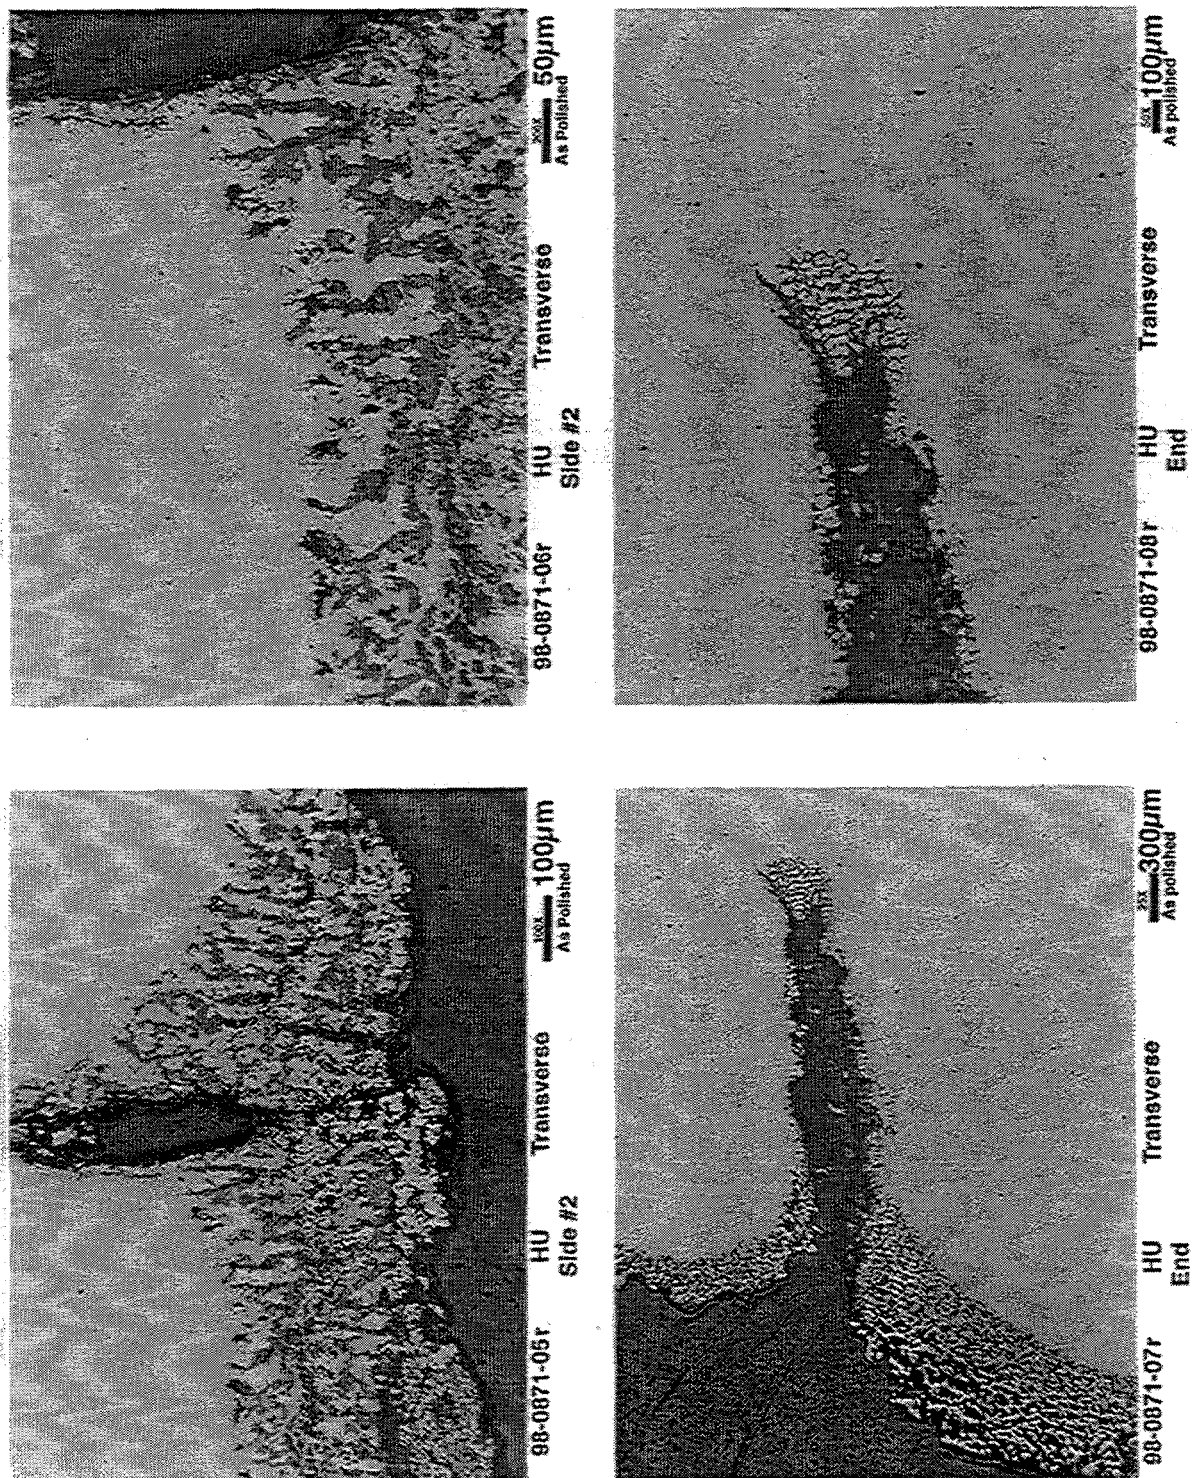 98-0871-05r HU Transverse 100X 100µm
Side #2 As Polished
98-0871-06r HU Transverse 200X 50µm
Side #2 As Polished
98-0871-07r HU Transverse 25X 300µm
End As polished
98-0871-08r HU Transverse 50X 100µm
End As polished